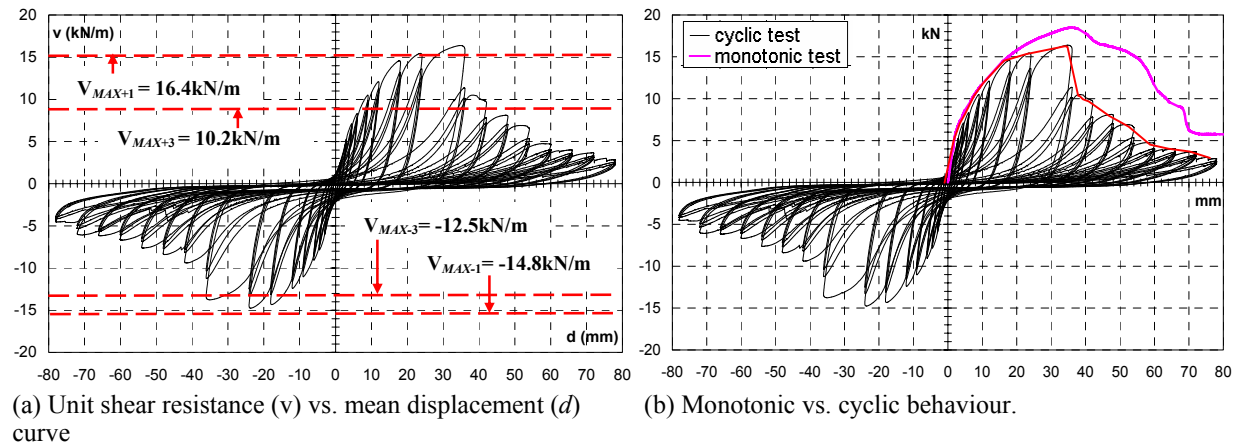 v (kN/m)
20
15
10
5
0
-5
-10
-15
-20
V MAX+1 = 16.4kN/m
V MAX+3 = 10.2kN/m
V MAX-3 = -12.5kN/m
V MAX-1 = -14.8kN/m
d (mm)
-80 -70 -60 -50 -40 -30 -20 -10 0 10 20 30 40 50 60 70 80
(a) Unit shear resistance (v) vs. mean displacement (d)
curve
kN
cyclic test
monotonic test
20
15
10
5
0
-5
-10
-15
-20
mm
-80 -70 -60 -50 -40 -30 -20 -10 0 10 20 30 40 50 60 70 80
(b) Monotonic vs. cyclic behaviour.